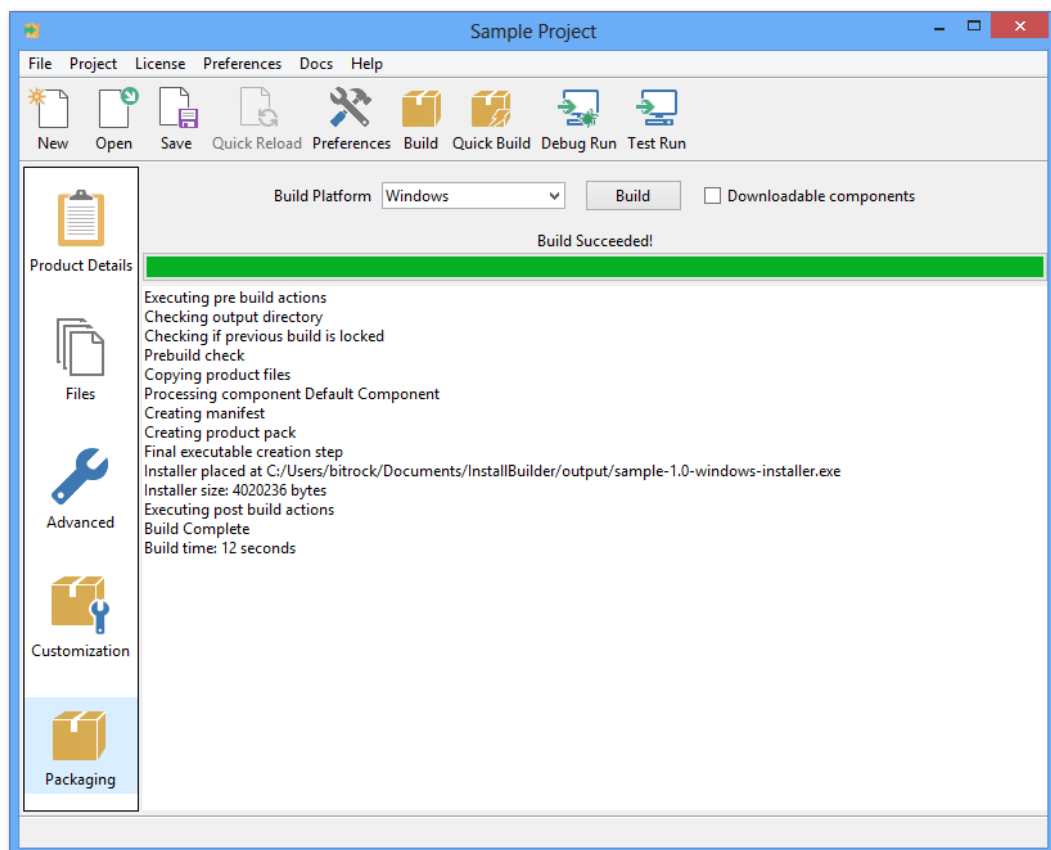 Sample Project
File Project License Preferences Docs Help
New Open Save Quick Reload Preferences Build Quick Build Debug Run Test Run
Build Platform Windows Build Downloadable components
Build Succeeded!
Product Details
Files
Advanced
Customization
Packaging
Executing pre build actions
Checking output directory
Checking if previous build is locked
Prebuild check
Copying product files
Processing component Default Component
Creating manifest
Creating product pack
Final executable creation step
Installer placed at C:/Users/bitrock/Documents/InstallBuilder/output/sample-1.0-windows-installer.exe
Installer size: 4020236 bytes
Executing post build actions
Build Complete
Build time: 12 seconds